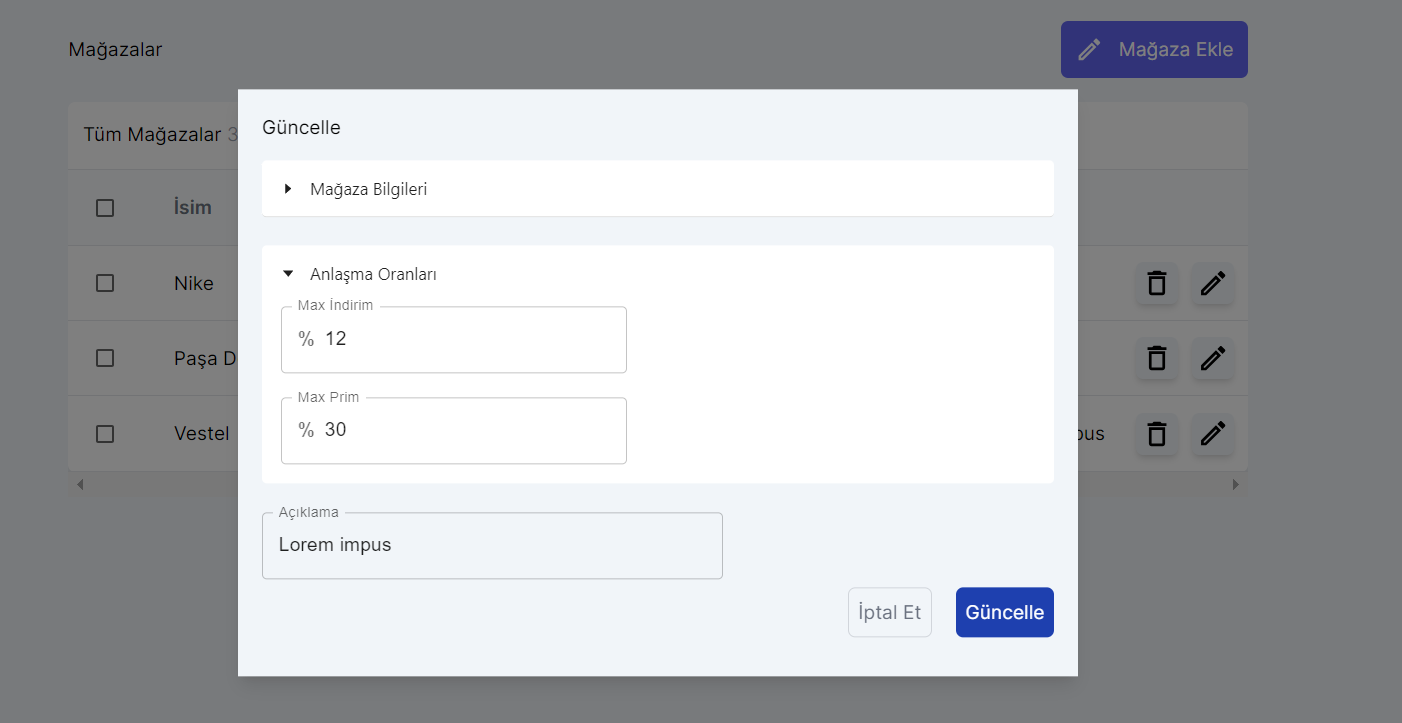 Mağazalar
Mağaza Ekle
Tüm Mağazalar 3
Güncelle
Mağaza Bilgileri
İsim
Anlaşma Oranları
Nike
Max İndirim
% 12
Paşa D
Max Prim
% 30
Vestel
Açıklama
Lorem impus
İptal Et
Güncelle